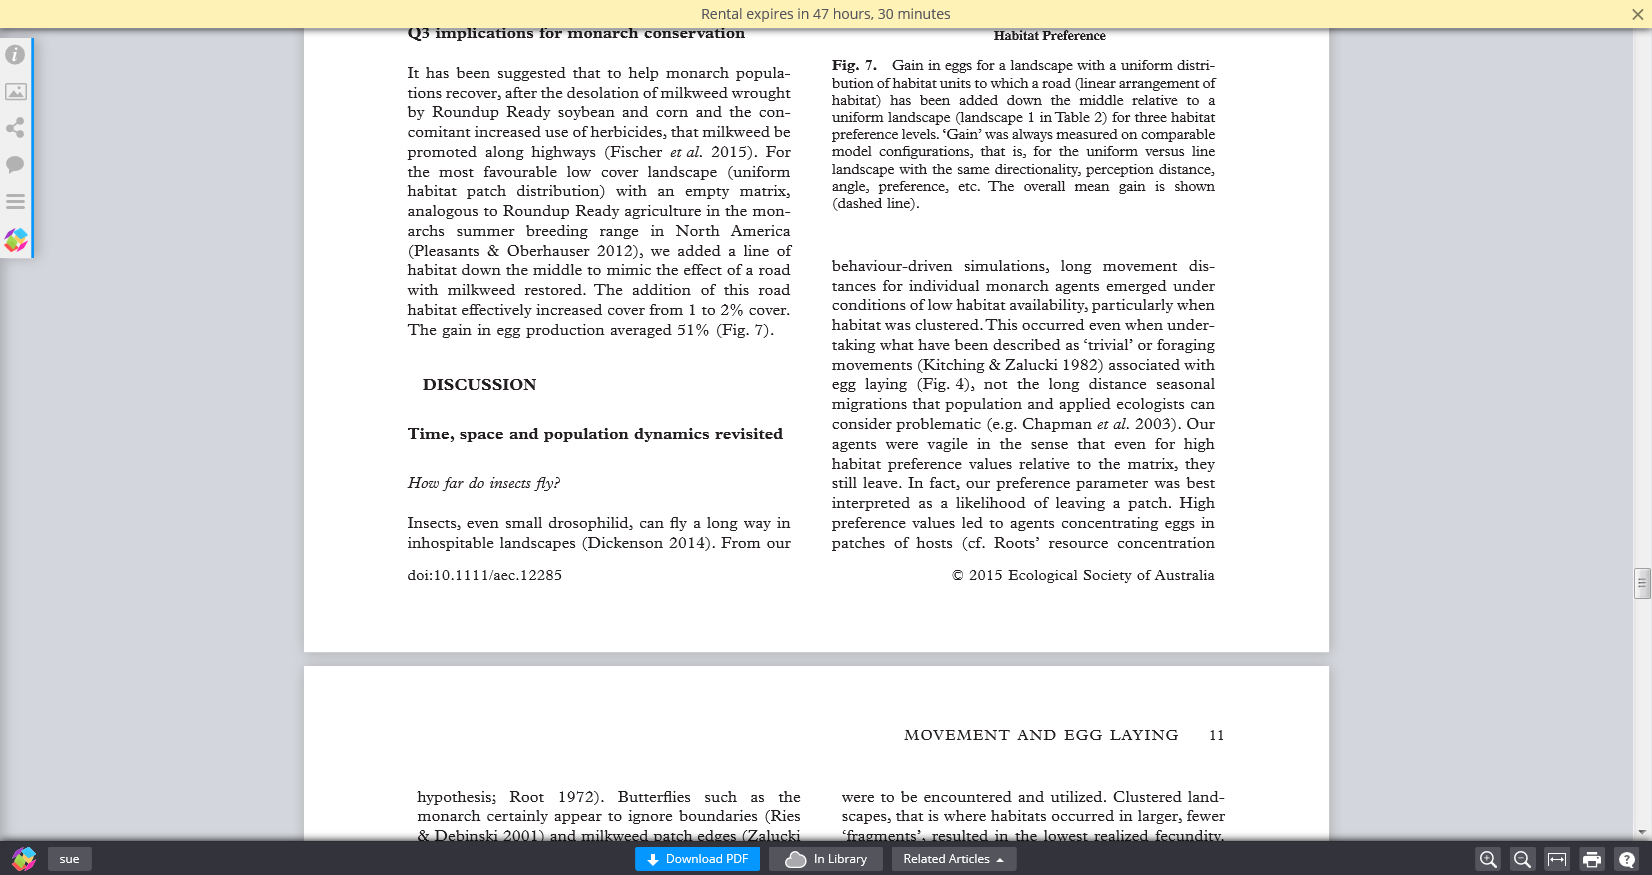 Rental expires in 47 hours, 30 minutes
Q3 implications for monarch conservation
It has been suggested that to help monarch popula-
tions recover, after the desolation of milkweed wrought
by Roundup Ready soybean and corn and the con-
comitant increased use of herbicides, that milkweed be
promoted along highways (Fischer et al. 2015). For
the most favourable low cover landscape (uniform
habitat patch distribution) with an empty matrix,
analogous to Roundup Ready agriculture in the mon-
archs summer breeding range in North America
(Pleasants & Oberhauser 2012), we added a line of
habitat down the middle to mimic the effect of a road
with milkweed restored. The addition of this road
habitat effectively increased cover from 1 to 2% cover.
The gain in egg production averaged 51% (Fig. 7).
DISCUSSION
Time, space and population dynamics revisited
How far do insects fly?
Insects, even small drosophilid, can fly a long way in
inhospitable landscapes (Dickenson 2014). From our
Habitat Preference
Fig. 7. Gain in eggs for a landscape with a uniform distri-
bution of habitat units to which a road (linear arrangement of
habitat) has been added down the middle relative to a
uniform landscape (landscape 1 in Table 2) for three habitat
preference levels. ‘Gain’ was always measured on comparable
model configurations, that is, for the uniform versus line
landscape with the same directionality, perception distance,
angle, preference, etc. The overall mean gain is shown
(dashed line).
behaviour-driven simulations, long movement dis-
tances for individual monarch agents emerged under
conditions of low habitat availability, particularly when
habitat was clustered. This occurred even when under-
taking what have been described as ‘trivial’ or foraging
movements (Kitching & Zalucki 1982) associated with
egg laying (Fig. 4), not the long distance seasonal
migrations that population and applied ecologists can
consider problematic (e.g. Chapman et al. 2003). Our
agents were vagile in the sense that even for high
habitat preference values relative to the matrix, they
still leave. In fact, our preference parameter was best
interpreted as a likelihood of leaving a patch. High
preference values led to agents concentrating eggs in
patches of hosts (cf. Roots’ resource concentration
doi:10.1111/aec.12285
© 2015 Ecological Society of Australia
MOVEMENT AND EGG LAYING 11
hypothesis; Root 1972). Butterflies such as the
monarch certainly appear to ignore boundaries (Ries
& Debinski 2001) and milkweed patch edges (Zalucki
were to be encountered and utilized. Clustered land-
scapes, that is where habitats occurred in larger, fewer
‘fragments’, resulted in the lowest realized fecundity.
sue
Download PDF
In Library
Related Articles